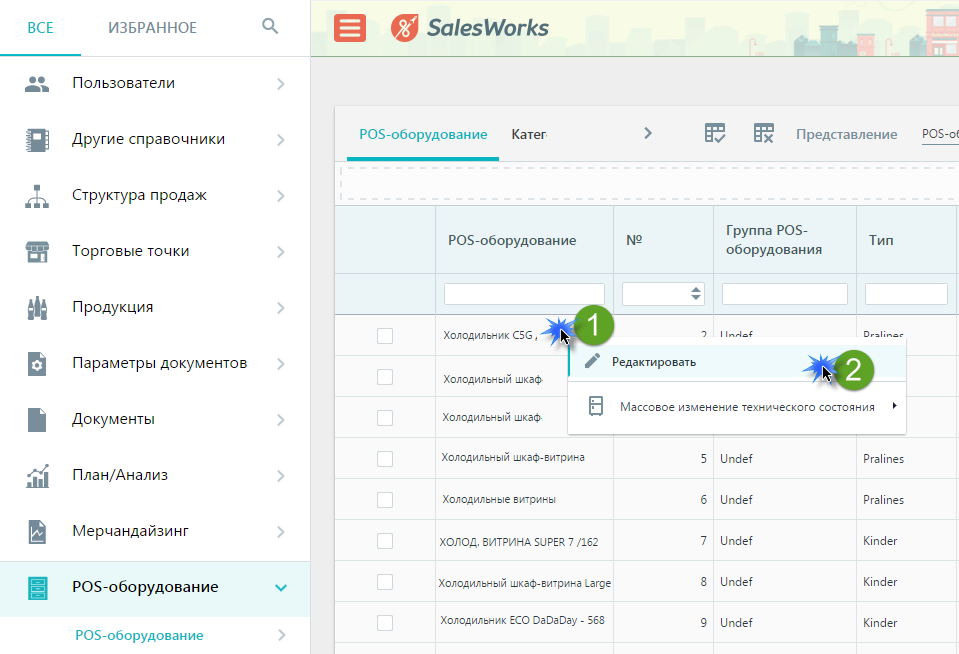 ВСЕ
ИЗБРАННОЕ
SalesWorks
Пользователи
Другие справочники
Структура продаж
Торговые точки
Продукция
Параметры документов
Документы
План/Анализ
Мерчандайзинг
POS-оборудование
POS-оборудование
POS-оборудование
Катег
Представление
POS-об
POS-оборудование
№
Группа POS-
оборудования
Тип
Холодильник C5G ,
2
Undef
Pralines
1
Редактировать
2
Массовое изменение технического состояния
Холодильный шкаф-
Холодильный шкаф-
Холодильный шкаф-витрина
5
Undef
Pralines
Холодильные витрины
6
Undef
Pralines
ХОЛОД. ВИТРИНА SUPER 7 /162
7
Undef
Kinder
Холодильный шкаф-витрина Large
8
Undef
Kinder
Холодильник ECO DaDaDay - 568
9
Undef
Kinder